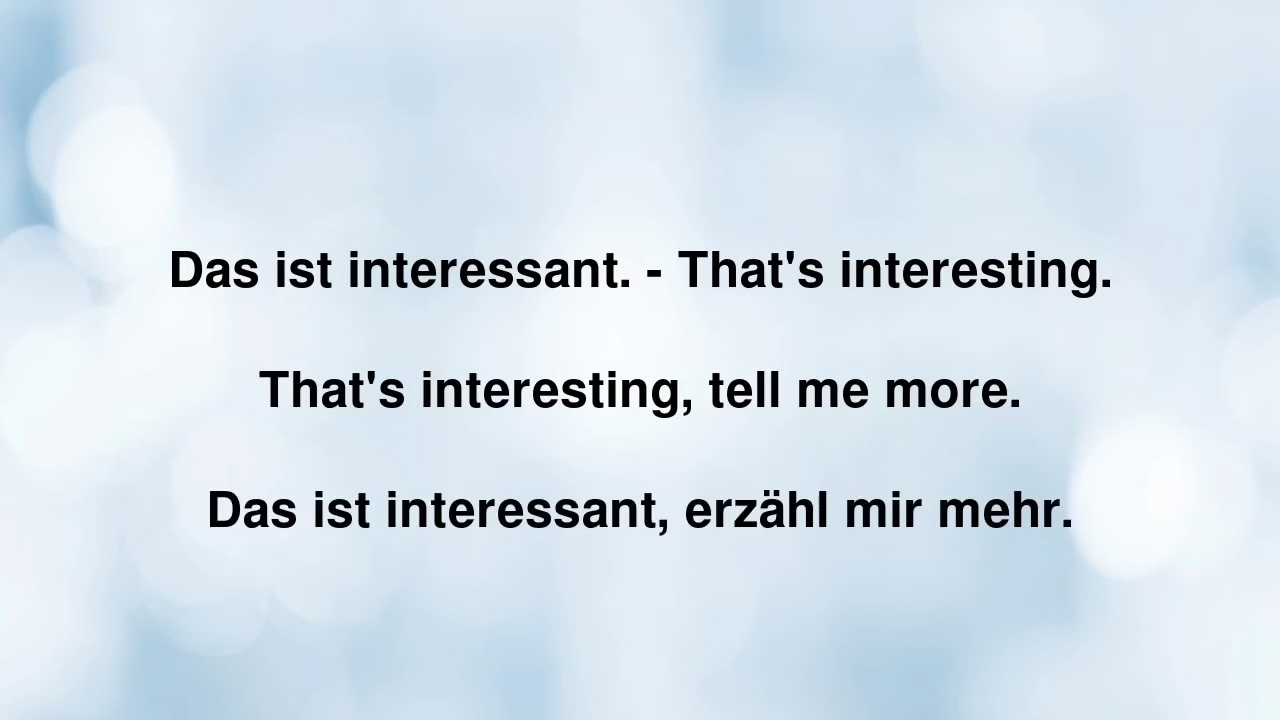 Das ist interessant. - That's interesting.
That's interesting, tell me more.
Das ist interessant, erzähl mir mehr.